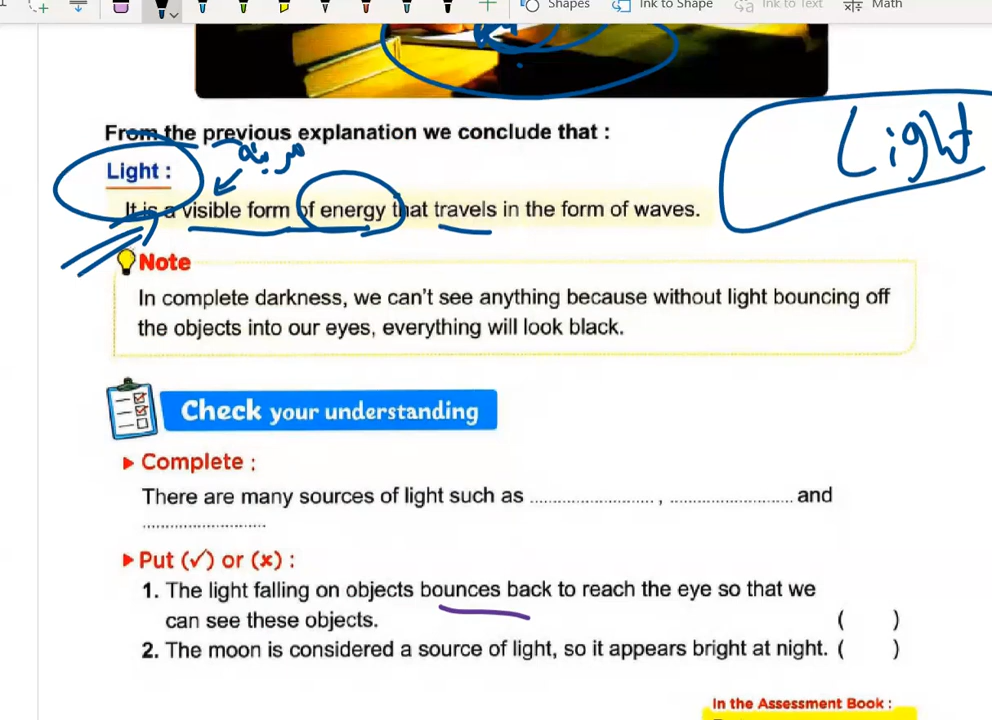 Shapes Ink to Shape Ink to Text Math
From the previous explanation we conclude that :
Light
Light :
It is a visible form of energy that travels in the form of waves.
Note
In complete darkness, we can't see anything because without light bouncing off
the objects into our eyes, everything will look black.
Check your understanding
Complete :
There are many sources of light such as ........................ , ........................ and
........................
Put (✓) or (×) :
1. The light falling on objects bounces back to reach the eye so that we
can see these objects. ( )
2. The moon is considered a source of light, so it appears bright at night. ( )
In the Assessment Book :